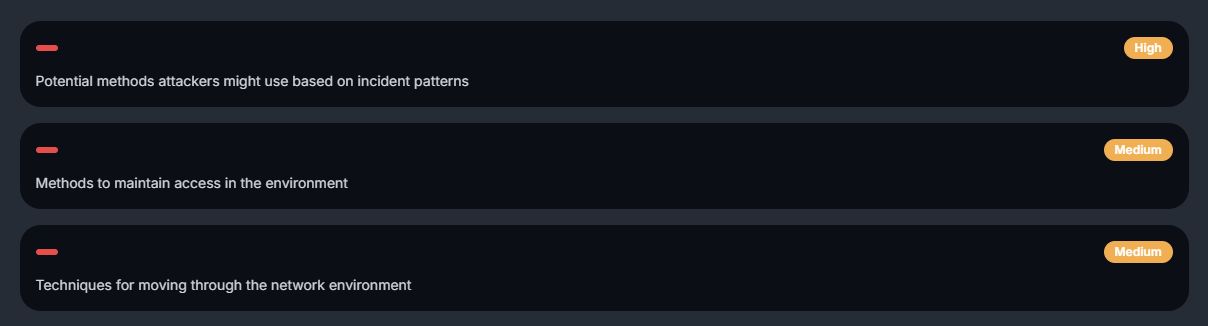 High
Potential methods attackers might use based on incident patterns
Medium
Methods to maintain access in the environment
Medium
Techniques for moving through the network environment